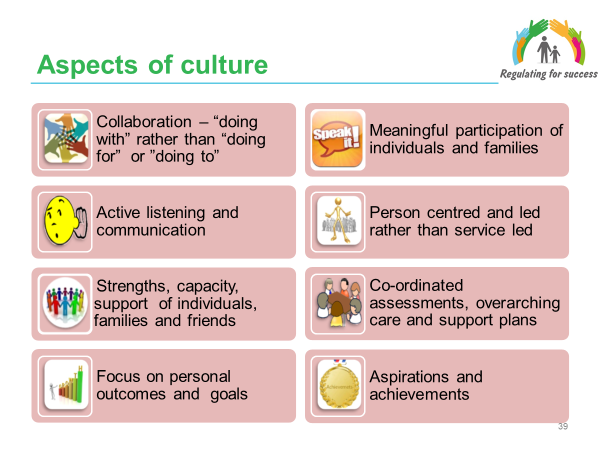 Regulating for success
Aspects of culture
Collaboration – “doing
with” rather than “doing
for” or ”doing to”
Speak
it!
Meaningful participation of
individuals and families
Active listening and
communication
Person centred and led
rather than service led
Strengths, capacity,
support of individuals,
families and friends
Co-ordinated
assessments, overarching
care and support plans
Focus on personal
outcomes and goals
Aspirations and
achievements
39